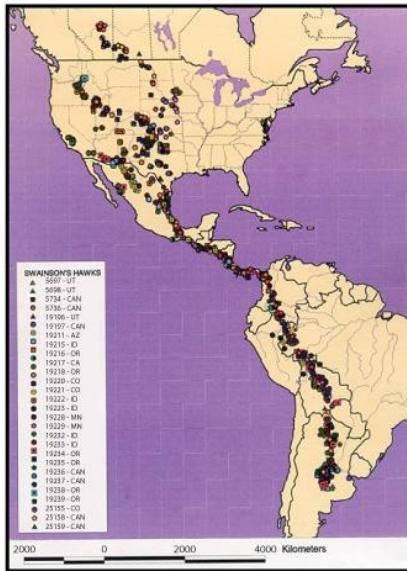 SWAINSON'S HAWKS
5697 - UT
5698 - UT
5734 - CAN
5736 - CAN
19196 - UT
19197 - CAN
19211 - AZ
19215 - ID
19216 - OR
19217 - CA
19218 - OR
19220 - CO
19221 - CO
19222 - ID
19223 - ID
19228 - MN
19229 - MN
19232 - ID
19233 - ID
19234 - OR
19235 - OR
19236 - CAN
19237 - CAN
19238 - OR
19239 - OR
25155 - CO
25158 - CAN
25159 - CAN
2000 0 2000 4000 Kilometers